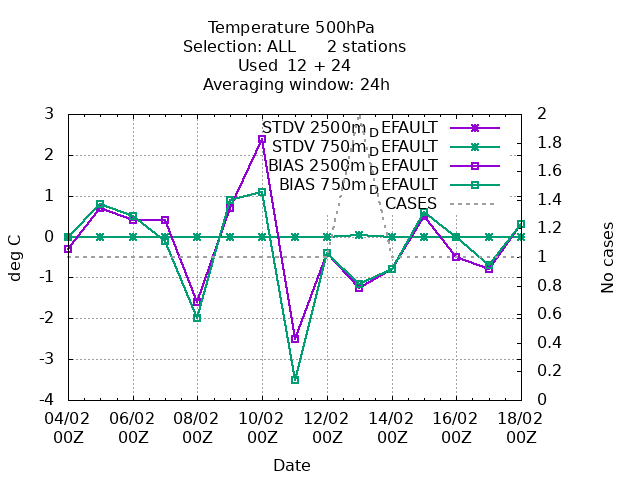 Temperature 500hPa
Selection: ALL 2 stations
Used 12 + 24
Averaging window: 24h
STDV 2500m_DEFAULT
STDV 750m_DEFAULT
BIAS 2500m_DEFAULT
BIAS 750m_DEFAULT
CASES
3
2
1
0
-1
-2
-3
-4
deg C
2
1.8
1.6
1.4
1.2
1
0.8
0.6
0.4
0.2
0
No cases
04/02 06/02 08/02 10/02 12/02 14/02 16/02 18/02
00Z 00Z 00Z 00Z 00Z 00Z 00Z 00Z
Date